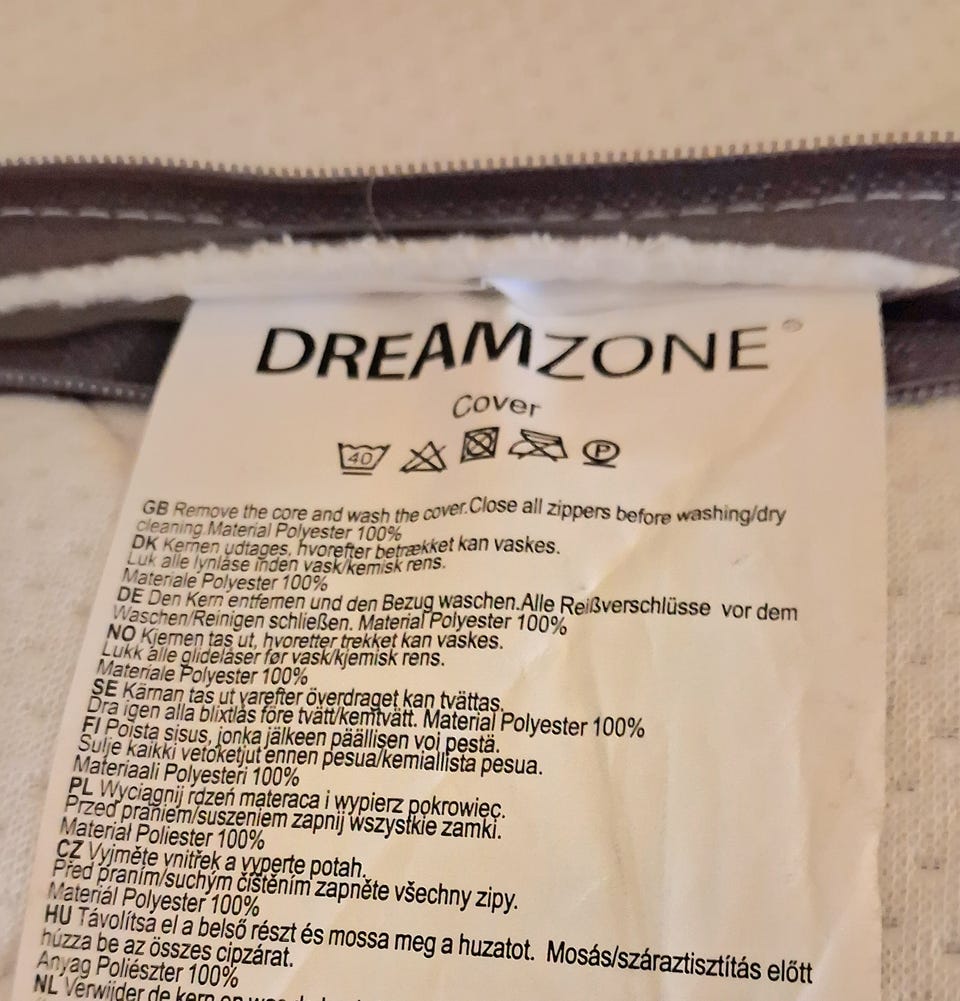 DREAMZONE®
Cover
40 P
GB Remove the core and wash the cover.Close all zippers before washing/dry
cleaning.Material Polyester 100%
DK Kernen udtages, hvorefter betrækket kan vaskes.
Luk alle lynlåse inden vask/kemisk rens.
Materiale Polyester 100%
DE Den Kern entfernen und den Bezug waschen.Alle Reißverschlüsse vor dem
Waschen/Reinigen schließen. Material Polyester 100%
NO Kjernen tas ut, hvoretter trekket kan vaskes.
Lukk alle glidelåser før vask/kjemisk rens.
Materiale Polyester 100%
SE Kärnan tas ut varefter överdraget kan tvättas.
Dra igen alla blixtlås före tvätt/kemtvätt. Material Polyester 100%
FI Poista sisus, jonka jälkeen päällisen voi pestä.
Sulje kaikki vetoketjut ennen pesua/kemiallista pesua.
Materiaali Polyesteri 100%
PL Wyciągnij rdzeń materaca i wypierz pokrowiec.
Przed praniem/suszeniem zapnij wszystkie zamki.
Materiał Poliester 100%
CZ Vyjměte vnitřek a vyperte potah.
Před praním/suchým čištěním zapněte všechny zipy.
Materiál Polyester 100%
HU Távolítsa el a belső részt és mossa meg a huzatot. Mosás/száraztisztítás előtt
húzza be az összes cipzárat.
Anyag Poliészter 100%
NL Verwijder de kern en